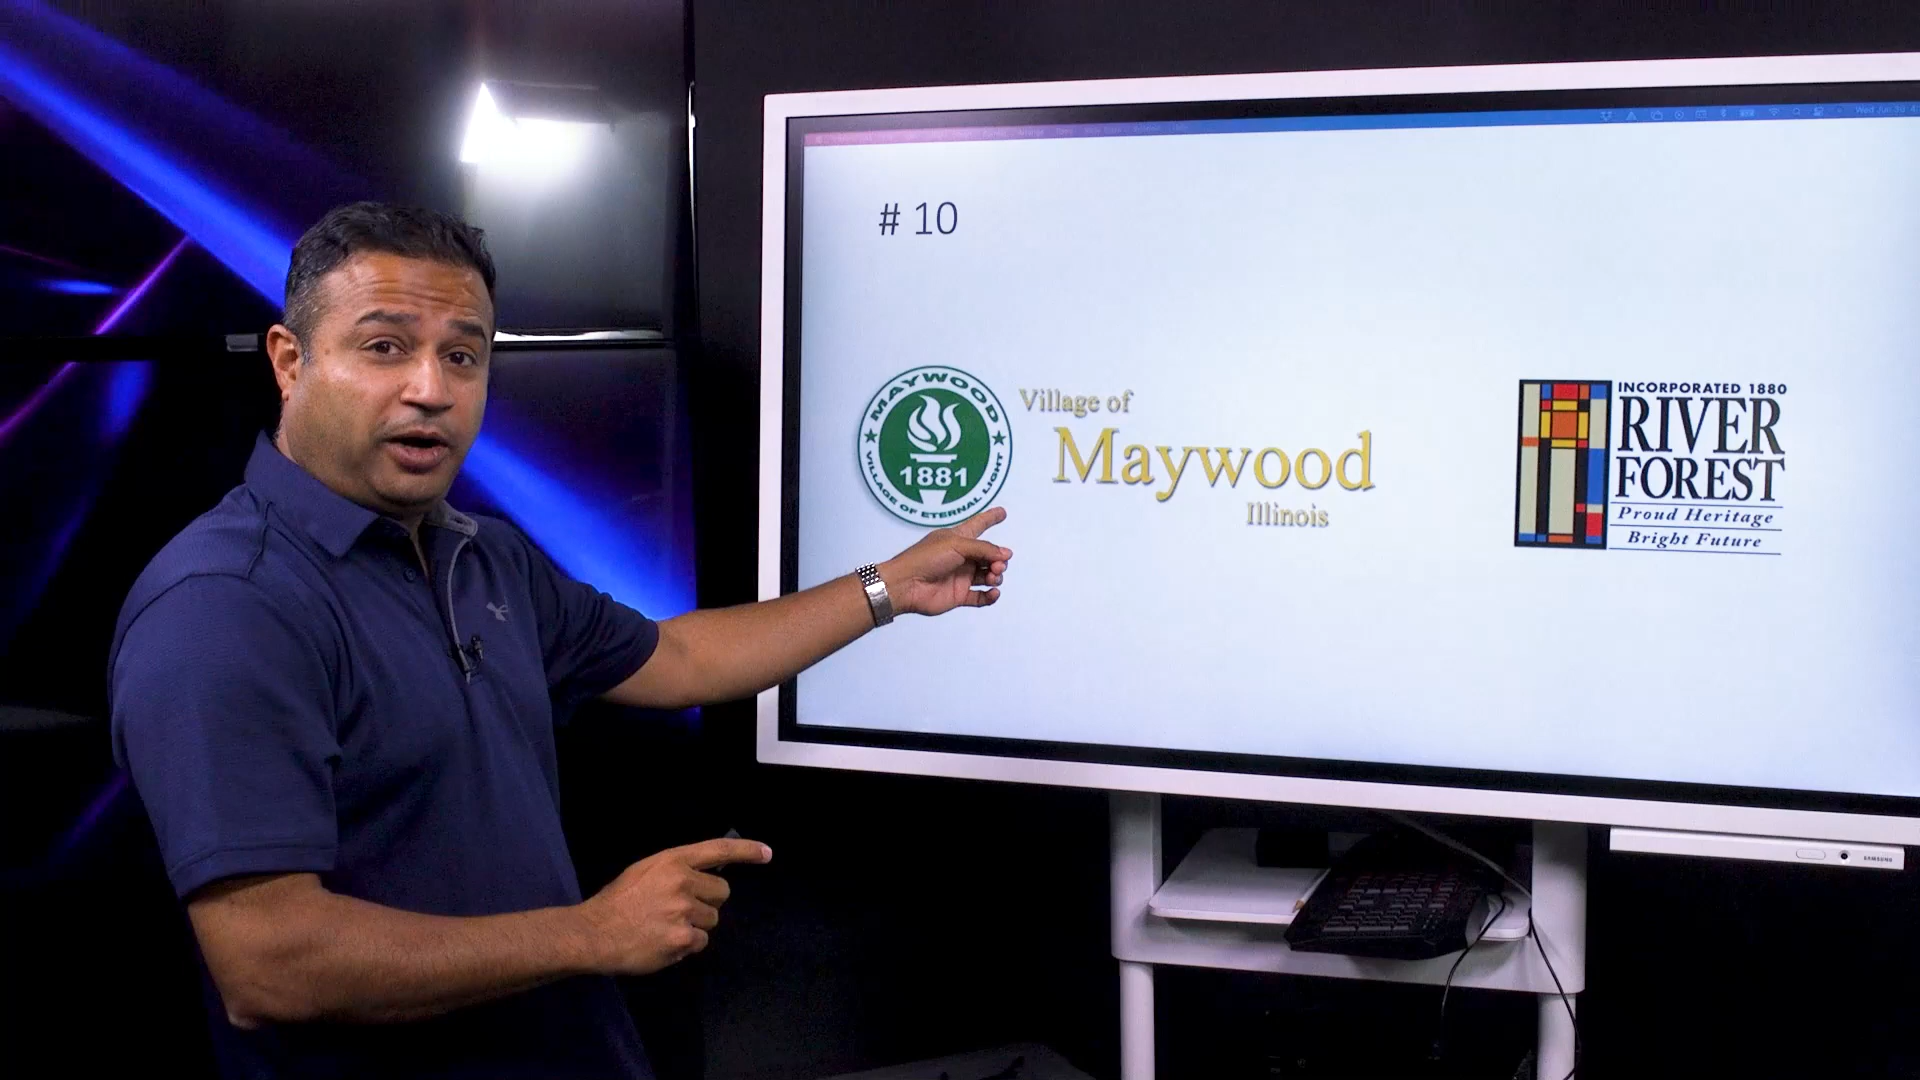 # 10
MAYWOOD
1881
VILLAGE OF ETERNAL LIGHT
Village of
Maywood
Illinois
INCORPORATED 1880
RIVER
FOREST
Proud Heritage
Bright Future
SAMSUNG